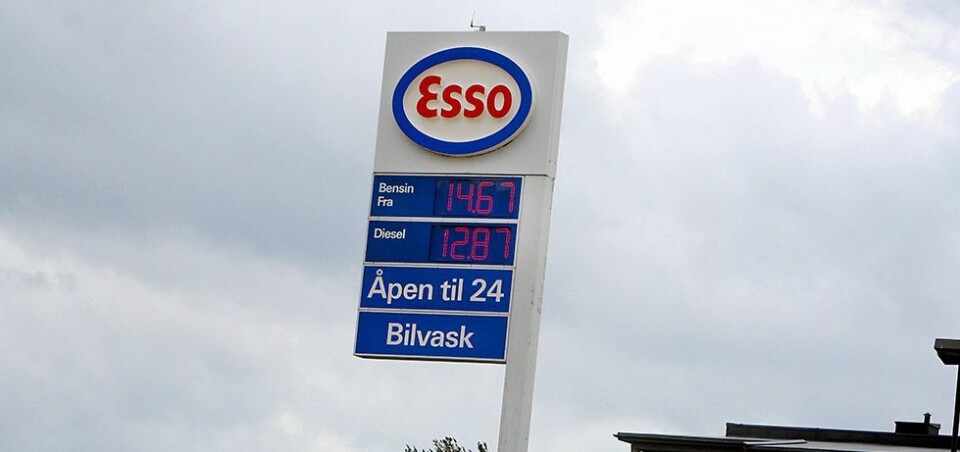 Esso
Bensin
Fra
14.67
Diesel
12.87
Åpen til 24
Bilvask